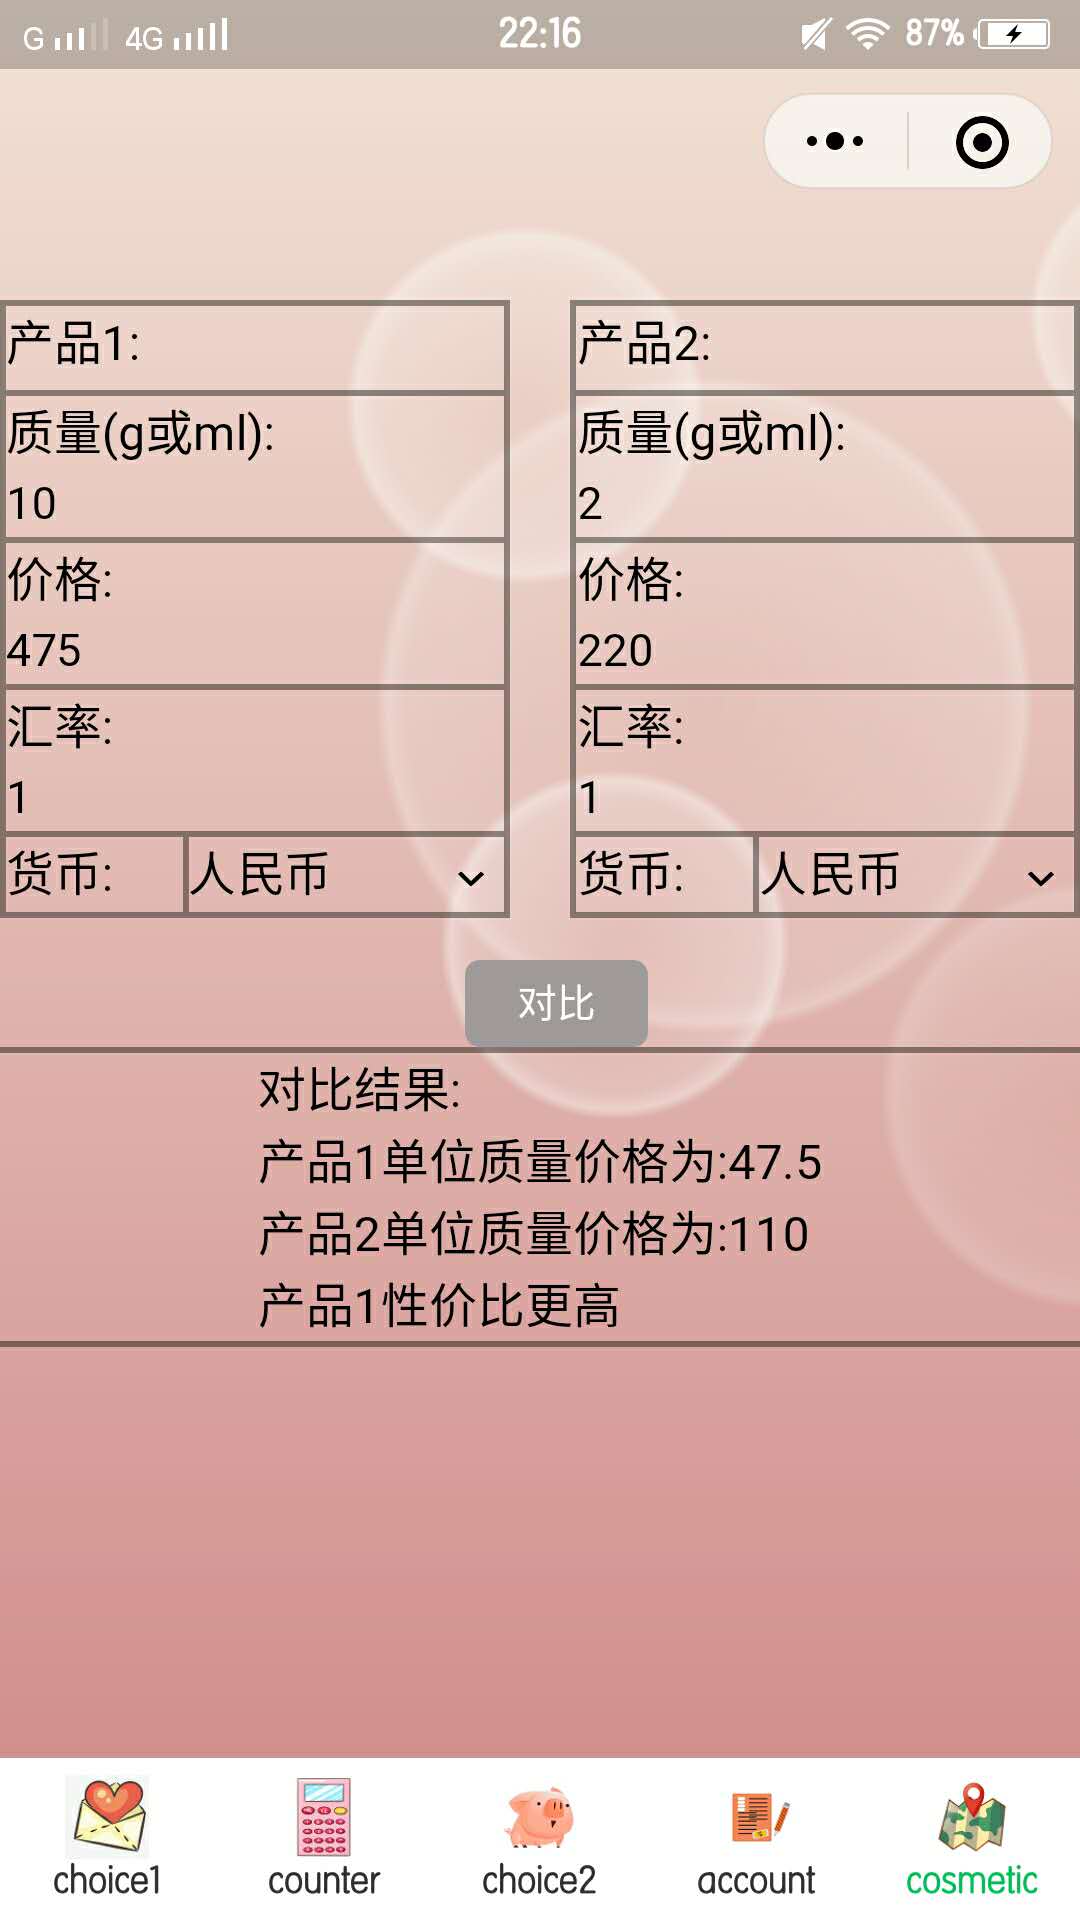 G 4G 22:16 87%
产品1:
质量(g或ml):
10
价格:
475
汇率:
1
货币: 人民币
产品2:
质量(g或ml):
2
价格:
220
汇率:
1
货币: 人民币
对比
对比结果:
产品1单位质量价格为:47.5
产品2单位质量价格为:110
产品1性价比更高
choice1 counter choice2 account cosmetic